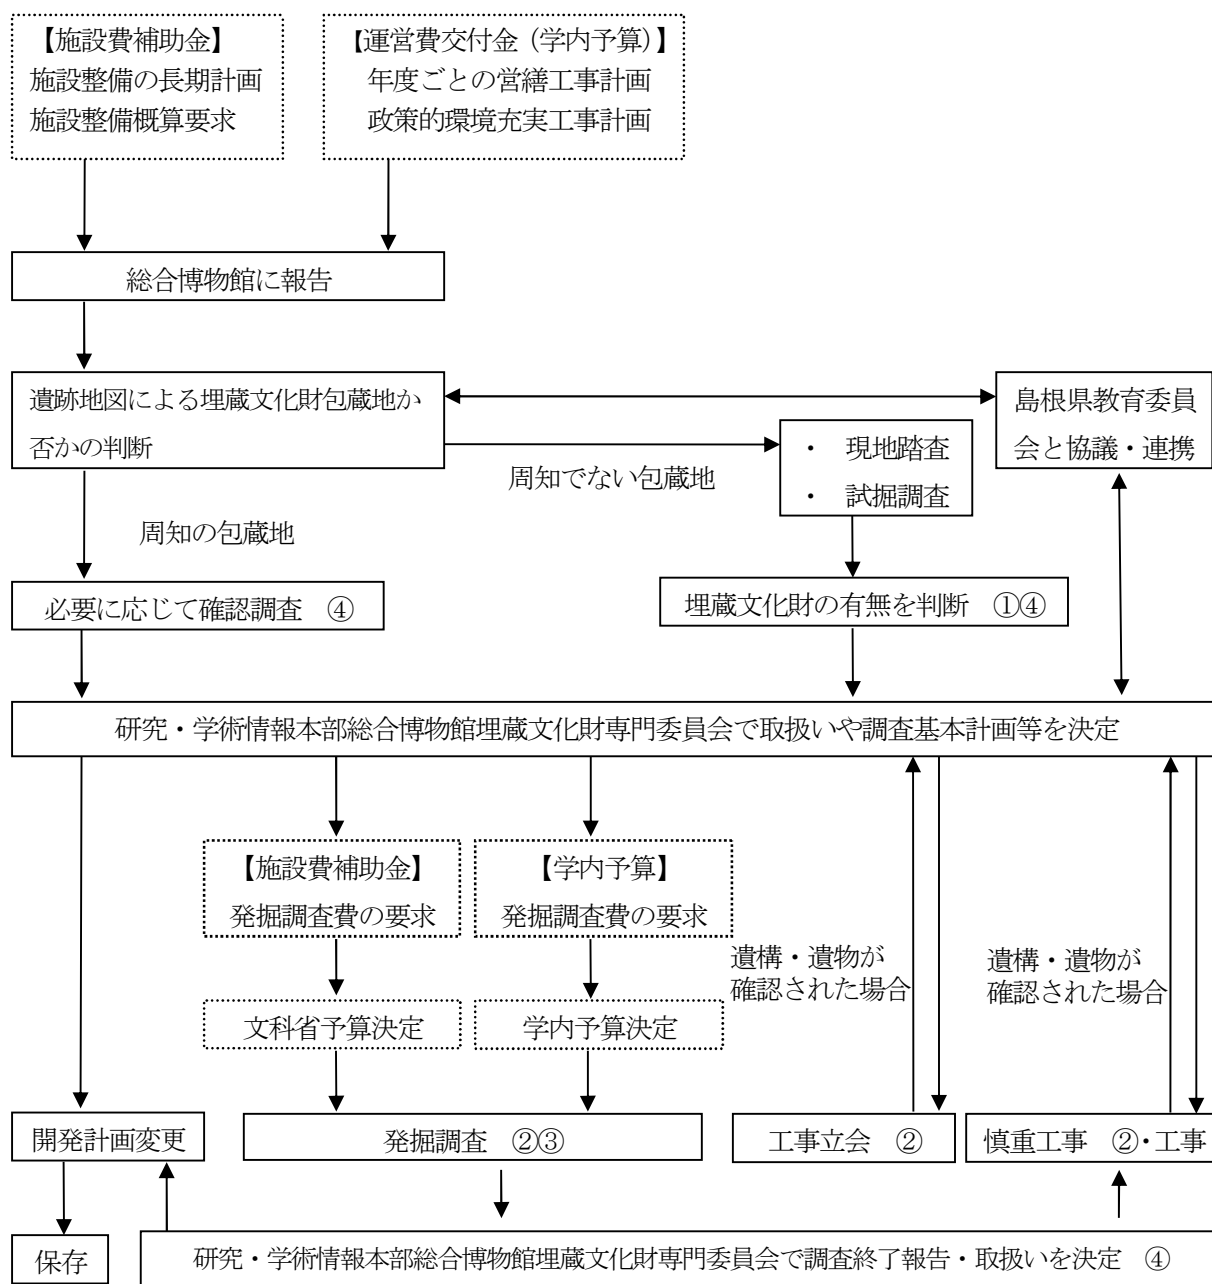 【施設費補助金】
施設整備の長期計画
施設整備概算要求
【運営費交付金（学内予算）】
年度ごとの営繕工事計画
政策的環境充実工事計画
総合博物館に報告
遺跡地図による埋蔵文化財包蔵地か
否かの判断
島根県教育委員
会と協議・連携
・ 現地踏査
・ 試掘調査
周知でない包蔵地
周知の包蔵地
必要に応じて確認調査 ④
埋蔵文化財の有無を判断 ①④
研究・学術情報本部総合博物館埋蔵文化財専門委員会で取扱いや調査基本計画等を決定
【施設費補助金】
発掘調査費の要求
【学内予算】
発掘調査費の要求
遺構・遺物が
確認された場合
遺構・遺物が
確認された場合
文科省予算決定
学内予算決定
開発計画変更
発掘調査 ②③
工事立会 ②
慎重工事 ②・工事
保存
研究・学術情報本部総合博物館埋蔵文化財専門委員会で調査終了報告・取扱いを決定 ④